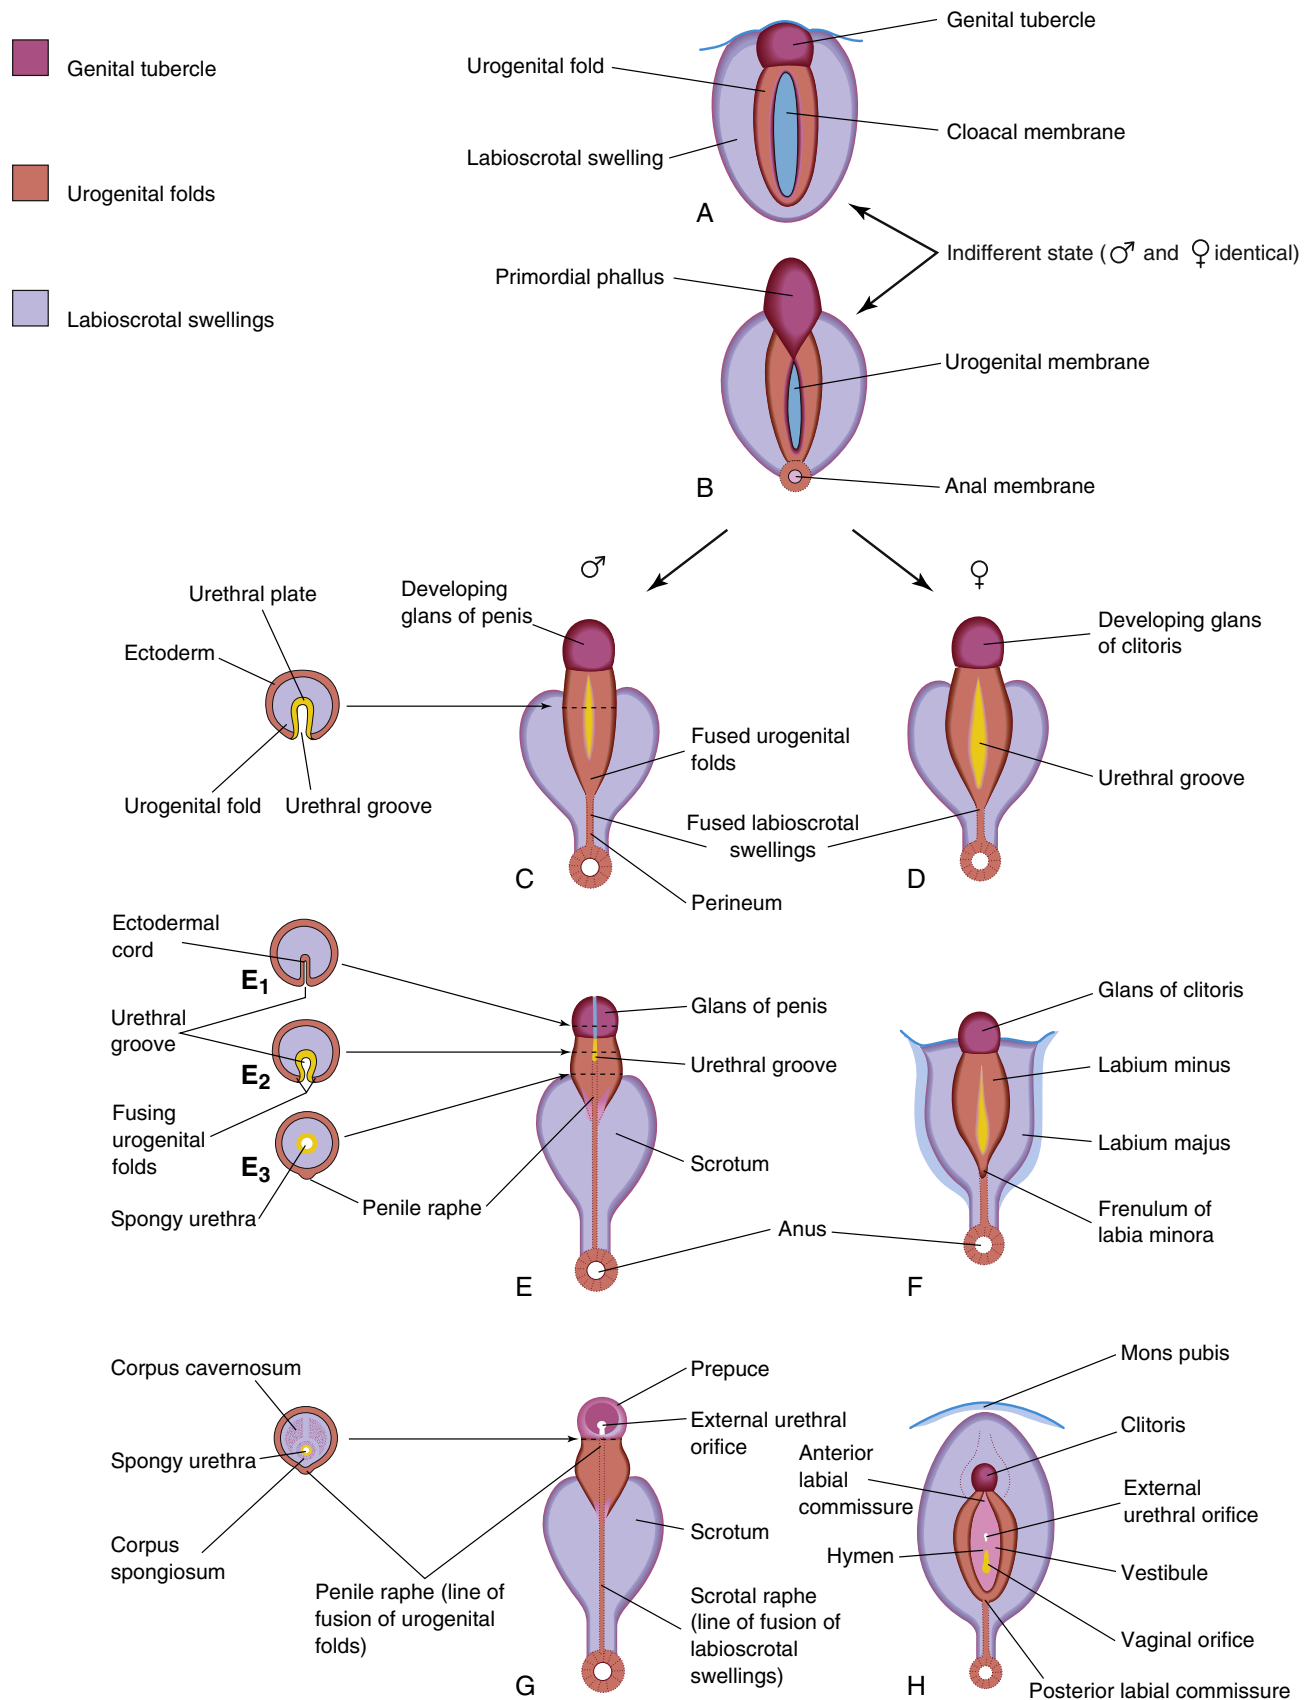 Genital tubercle
Urogenital folds
Labioscrotal swellings
Genital tubercle
Urogenital fold
Cloacal membrane
Labioscrotal swelling
A
Indifferent state (♂ and ♀ identical)
Primordial phallus
Urogenital membrane
B
Anal membrane
♂
♀
Urethral plate
Ectoderm
Urogenital fold
Urethral groove
Developing
glans of penis
Developing glans
of clitoris
Fused urogenital
folds
Urethral groove
Fused labioscrotal
swellings
C
D
Perineum
Ectodermal
cord
E1
Urethral
groove
E2
Fusing
urogenital
folds
E3
Spongy urethra
Penile raphe
Glans of penis
Urethral groove
Scrotum
Anus
E
Glans of clitoris
Labium minus
Labium majus
Frenulum of
labia minora
F
Corpus cavernosum
Spongy urethra
Corpus
spongiosum
Penile raphe (line of
fusion of urogenital
folds)
Prepuce
External urethral
orifice
Scrotum
Scrotal raphe
(line of fusion of
labioscrotal
swellings)
G
Mons pubis
Clitoris
Anterior
labial
commissure
External
urethral orifice
Hymen
Vestibule
Vaginal orifice
Posterior labial commissure
H